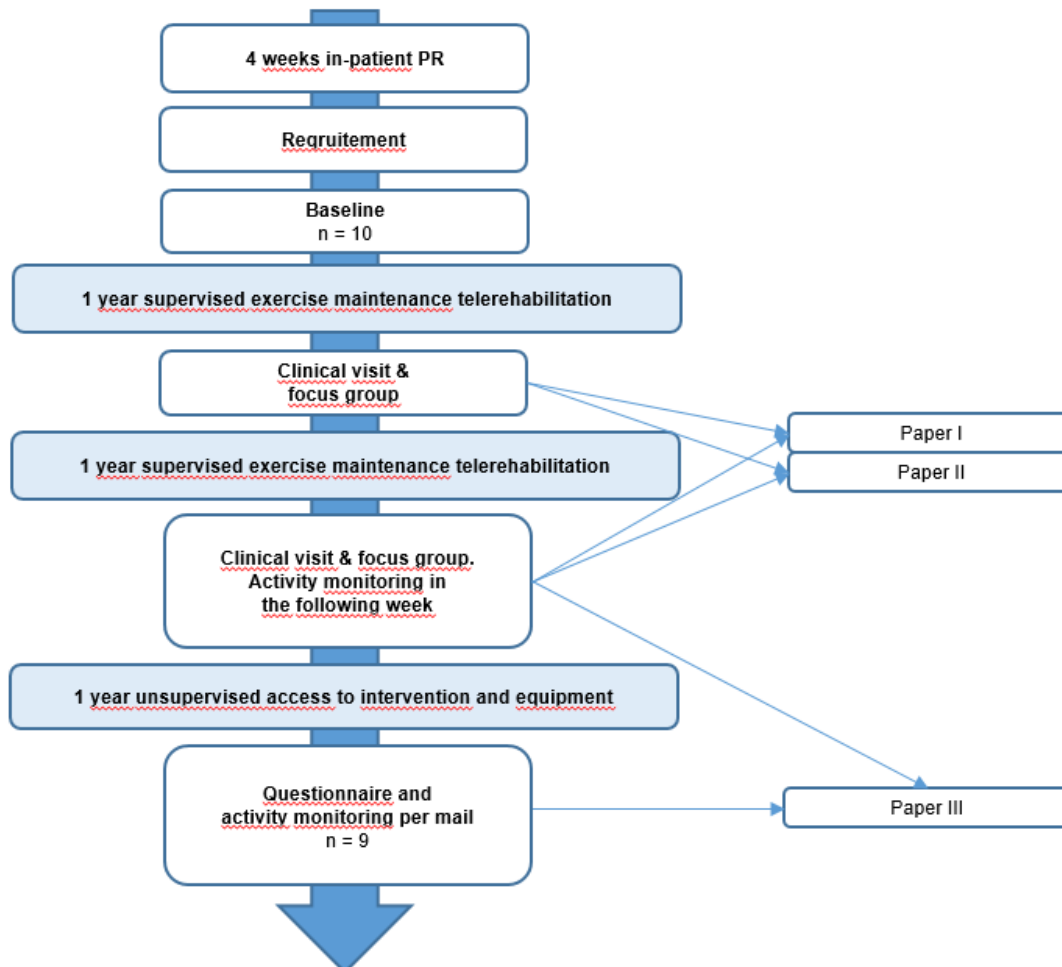 4 weeks in-patient PR
Regruitement
Baseline
n = 10
1 year supervised exercise maintenance telerehabilitation
Clinical visit &
focus group
1 year supervised exercise maintenance telerehabilitation
Paper I
Paper II
Clinical visit & focus group.
Activity monitoring in
the following week
1 year unsupervised access to intervention and equipment
Questionnaire and
activity monitoring per mail
n = 9
Paper III